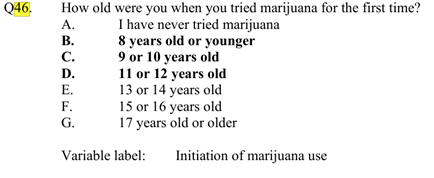 Q46. How old were you when you tried marijuana for the first time?
A. I have never tried marijuana
B. 8 years old or younger
C. 9 or 10 years old
D. 11 or 12 years old
E. 13 or 14 years old
F. 15 or 16 years old
G. 17 years old or older
Variable label: Initiation of marijuana use